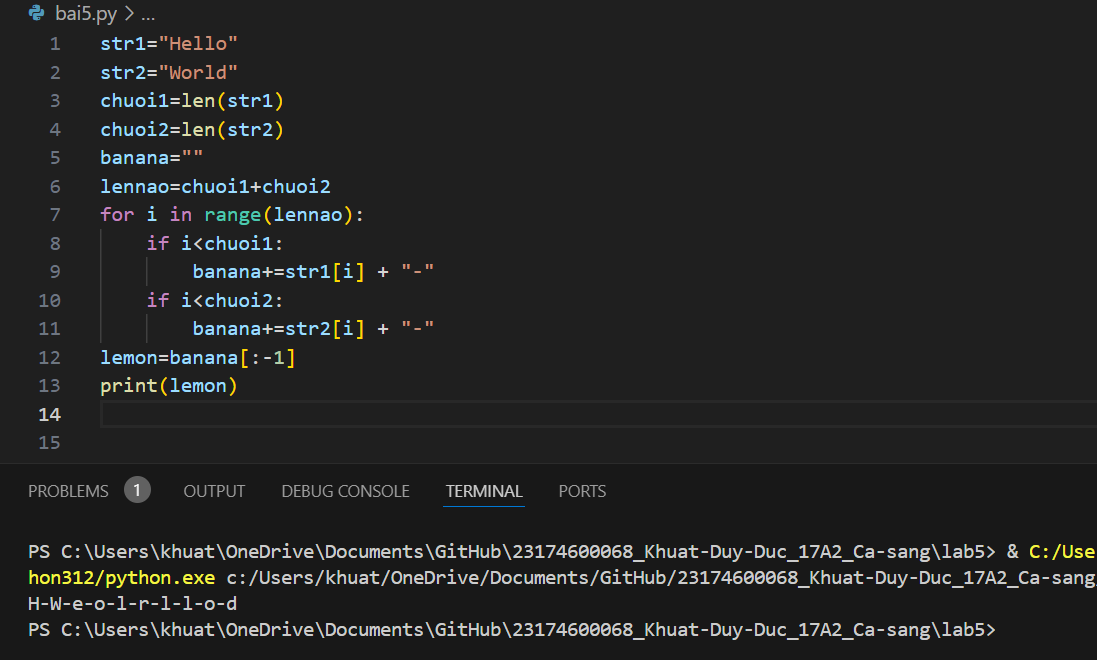 bai5.py > ...
1 str1="Hello"
2 str2="World"
3 chuoi1=len(str1)
4 chuoi2=len(str2)
5 banana=""
6 lennao=chuoi1+chuoi2
7 for i in range(lennao):
8     if i<chuoi1:
9         banana+=str1[i] + "-"
10     if i<chuoi2:
11         banana+=str2[i] + "-"
12 lemon=banana[:-1]
13 print(lemon)
14
15
PROBLEMS 1 OUTPUT DEBUG CONSOLE TERMINAL PORTS
PS C:\Users\khuat\OneDrive\Documents\GitHub\23174600068_Khuat-Duy-Duc_17A2_Ca-sang\lab5> & C:/Use
hon312/python.exe c:/Users/khuat/OneDrive/Documents/GitHub/23174600068_Khuat-Duy-Duc_17A2_Ca-sang
H-W-e-o-l-r-l-l-o-d
PS C:\Users\khuat\OneDrive\Documents\GitHub\23174600068_Khuat-Duy-Duc_17A2_Ca-sang\lab5>